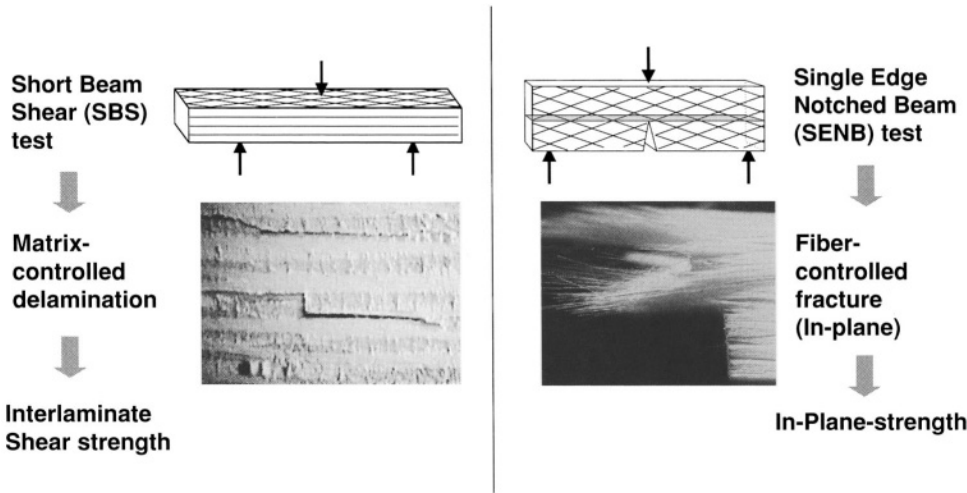 Short Beam
Shear (SBS)
test
Matrix-
controlled
delamination
Interlaminate
Shear strength
Single Edge
Notched Beam
(SENB) test
Fiber-
controlled
fracture
(In-plane)
In-Plane-strength